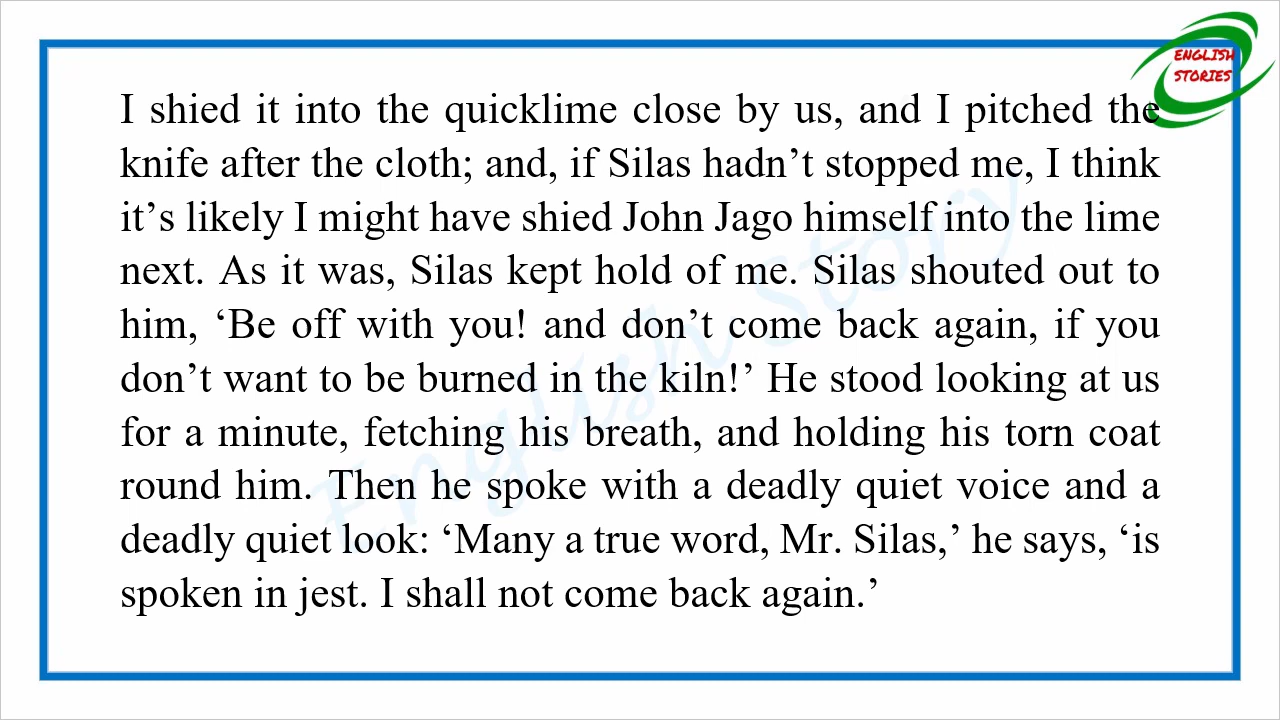 ENGLISH
STORIES
I shied it into the quicklime close by us, and I pitched the
knife after the cloth; and, if Silas hadn’t stopped me, I think
it’s likely I might have shied John Jago himself into the lime
next. As it was, Silas kept hold of me. Silas shouted out to
him, ‘Be off with you! and don’t come back again, if you
don’t want to be burned in the kiln!’ He stood looking at us
for a minute, fetching his breath, and holding his torn coat
round him. Then he spoke with a deadly quiet voice and a
deadly quiet look: ‘Many a true word, Mr. Silas,’ he says, ‘is
spoken in jest. I shall not come back again.’
English Story